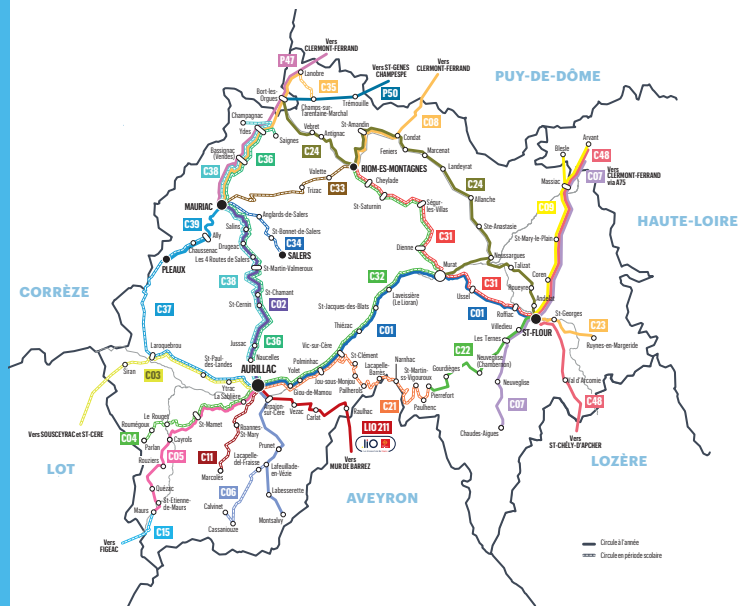 Vers
CLERMONT-FERRAND
P47
Lanobre
Vers ST-GENES
CHAMPESPE
Vers
CLERMONT-FERRAND
PUY-DE-DÔME
Bort-les-
Orgues
C35
P50
Trémouille
Champs-sur-
Tarentaine-Marchal
Champagnac
Ydes
Saignes
Vebret
Antignac
St-Amandin
C08
Condat
Arvant
Blesle
C48
Bassignac
(Vendes)
C36
C24
Feniers
Marcenat
RIOM-ES-MONTAGNES
Landeyrat
C38
Valette
C33
Trizac
Cheylade
C24
Massiac
C07
Vers
CLERMONT-FERRAND
via A75
MAURIAC
St-Saturnin
Ségur-
les-Villas
Allanche
C09
HAUTE-LOIRE
C39
Anglards-de-Salers
Salins
St-Bonnet-de-Salers
C34
Ste-Anastasie
C31
St-Mary-le-Plain
Ally
Chaussenac
Drugeac
Dienne
PLEAUX
Les 4 Routes de Salers
SALERS
Neussargues
Murat
Talizat
St-Martin-Valmeroux
C32
C31
Coren
CORRÈZE
C38
St-Chamant
Laveissière
(Le Lioran)
Ussel
Roueyre
Andelat
C37
St-Cernin
C02
St-Jacques-des-Blats
C01
Roffiac
St-Georges
Thiézac
C01
Villedieu
ST-FLOUR
C23
Jussac
C36
Vic-sur-Cère
Les Ternes
Ruynes-en-Margeride
Laroquebrou
Naucelles
St-Clément
Narnhac
C22
Siran
C03
St-Paul-
des-Landes
AURILLAC
Polminhac
Yolet
Lacapelle-
Barrès
St-Martin-
ss-Vigouroux
Gourdièges
Neuvéglise
(Chambernon)
Ytrac
La Sablière
Giou-de-Mamou
Jou-sous-Monjou
Pailherols
Pierrefort
Neuvéglise
Val d'Arcomie
Arpajon-
sur-Cère
Vezac
Carlat
Raulhac
C21
Paulhenc
C07
C48
Le Rouget
St-Mamet
Roumégoux
Roannes-
St-Mary
LIO 211
liO
Vers SOUSCEYRAC et ST-CERE
C04
Parlan
Cayrols
Prunet
Chaudes-Aigues
Vers
ST-CHÉLY-D'APCHER
C05
C11
Lacapelle-
del-Fraisse
Vers
MUR DE BARREZ
Rouziers
Marcolès
Lafeuillade-
en-Vézie
LOZÈRE
LOT
C06
AVEYRON
Quézac
Labesserette
St-Etienne-
de-Maurs
Calvinet
Maurs
Montsalvy
C15
Cassaniouze
Vers
FIGEAC
Circule à l'année
Circule en période scolaire